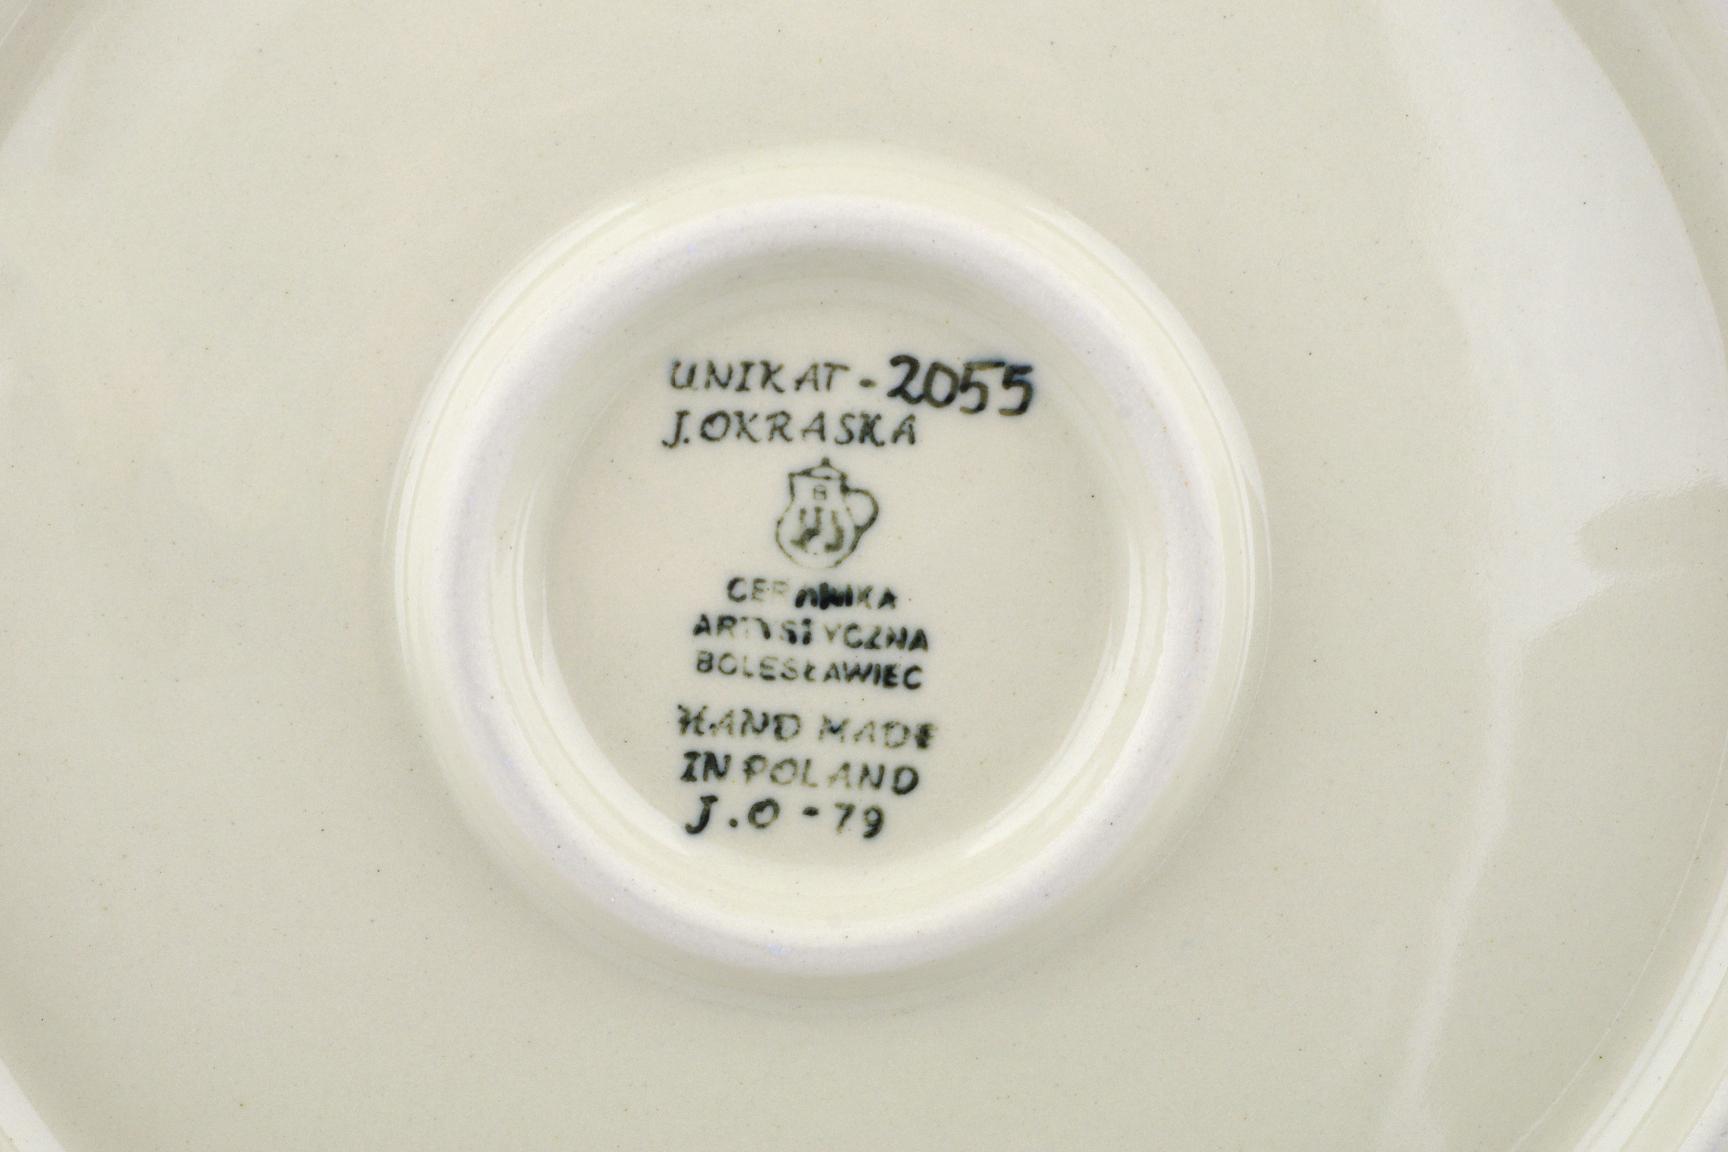 UNIKAT - 2055
J. OKRASKA
B
CERAMIKA
ARTYSTYCZNA
BOLESŁAWIEC
HAND MADE
IN POLAND
J.O - 79